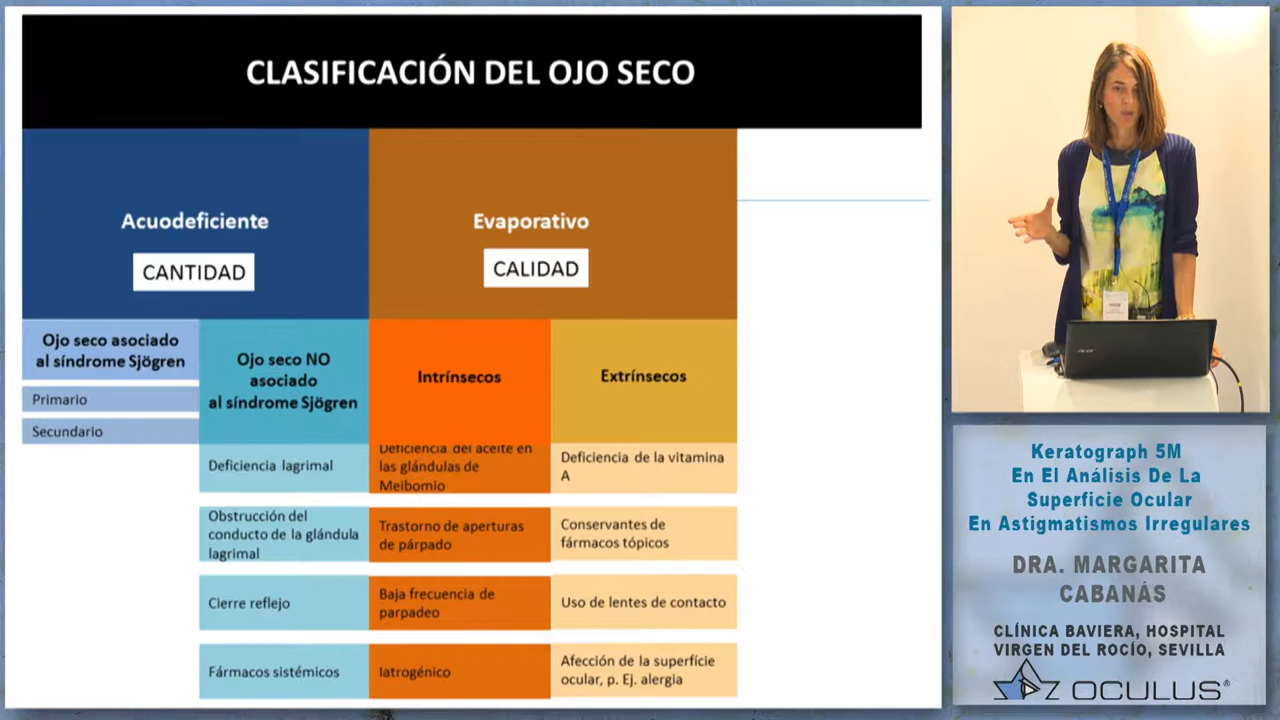 CLASIFICACIÓN DEL OJO SECO
Acuodeficiente
CANTIDAD
Evaporativo
CALIDAD
Ojo seco asociado
al síndrome Sjögren
Primario
Secundario
Ojo seco NO
asociado
al síndrome Sjögren
Deficiencia lagrimal
Obstrucción del
conducto de la glándula
lagrimal
Cierre reflejo
Fármacos sistémicos
Intrínsecos
Deficiencia del aceite en
las glándulas de
Meibomio
Trastorno de aperturas
de párpado
Baja frecuencia de
parpadeo
Iatrogénico
Extrínsecos
Deficiencia de la vitamina
A
Conservantes de
fármacos tópicos
Uso de lentes de contacto
Afección de la superfície
ocular, p. Ej. alergia
acer
Keratograph 5M
En El Análisis De La
Superficie Ocular
En Astigmatismos Irregulares
DRA. MARGARITA
CABANÁS
CLÍNICA BAVIERA, HOSPITAL
VIRGEN DEL ROCÍO, SEVILLA
OCULUS®